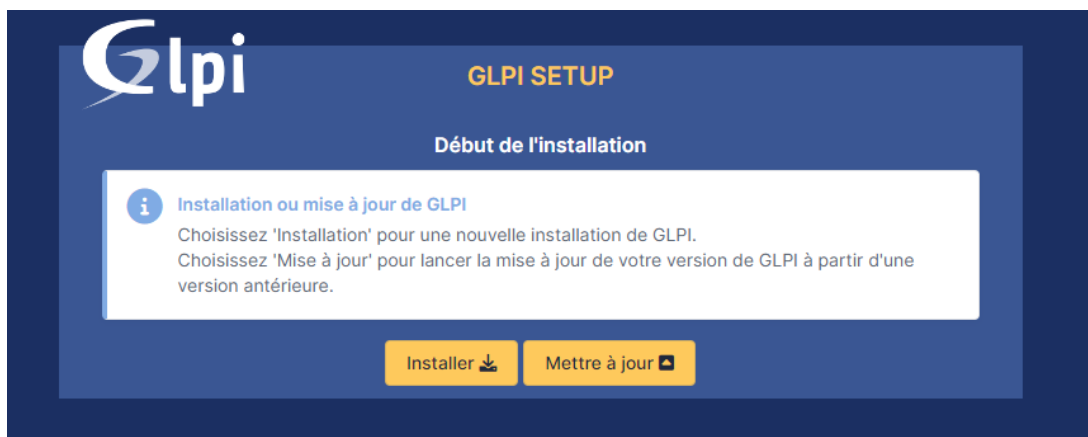 Glpi
GLPI SETUP
Début de l'installation
Installation ou mise à jour de GLPI
Choisissez 'Installation' pour une nouvelle installation de GLPI.
Choisissez 'Mise à jour' pour lancer la mise à jour de votre version de GLPI à partir d'une
version antérieure.
Installer
Mettre à jour